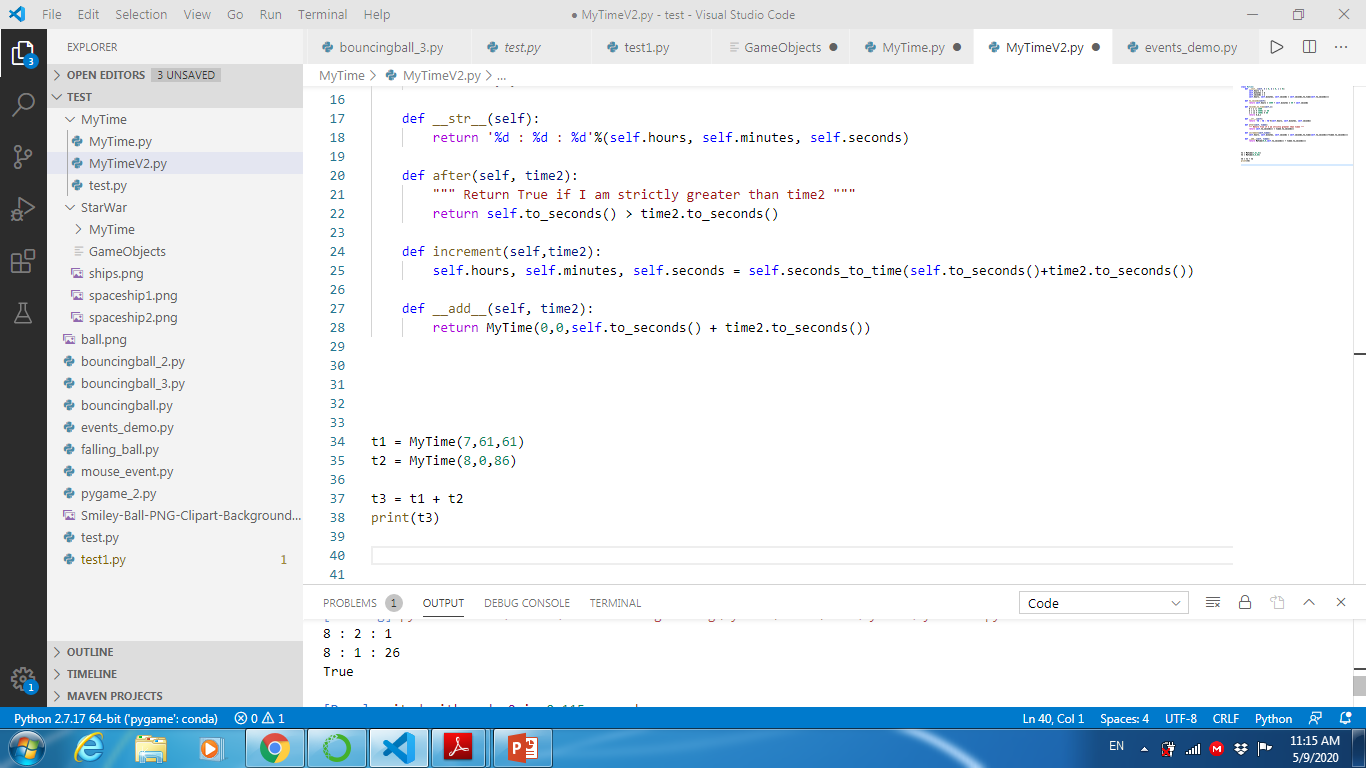 File Edit Selection View Go Run Terminal Help ● MyTimeV2.py - test - Visual Studio Code
EXPLORER
OPEN EDITORS 3 UNSAVED
TEST
MyTime
MyTime.py
MyTimeV2.py
test.py
StarWar
MyTime
GameObjects
ships.png
spaceship1.png
spaceship2.png
ball.png
bouncingball_2.py
bouncingball_3.py
bouncingball.py
events_demo.py
falling_ball.py
mouse_event.py
pygame_2.py
Smiley-Ball-PNG-Clipart-Background...
test.py
test1.py 1
OUTLINE
TIMELINE
MAVEN PROJECTS
3
1
bouncingball_3.py test.py test1.py GameObjects ● MyTime.py ● MyTimeV2.py ● events_demo.py
MyTime > MyTimeV2.py > ...
16
17 def __str__(self):
18 return '%d : %d : %d'%(self.hours, self.minutes, self.seconds)
19
20 def after(self, time2):
21 """ Return True if I am strictly greater than time2 """
22 return self.to_seconds() > time2.to_seconds()
23
24 def increment(self,time2):
25 self.hours, self.minutes, self.seconds = self.seconds_to_time(self.to_seconds()+time2.to_seconds())
26
27 def __add__(self, time2):
28 return MyTime(0,0,self.to_seconds() + time2.to_seconds())
29
30
31
32
33
34 t1 = MyTime(7,61,61)
35 t2 = MyTime(8,0,86)
36
37 t3 = t1 + t2
38 print(t3)
39
40
41
PROBLEMS 1 OUTPUT DEBUG CONSOLE TERMINAL Code
8 : 2 : 1
8 : 1 : 26
True
Python 2.7.17 64-bit ('pygame': conda) 0 1 Ln 40, Col 1 Spaces: 4 UTF-8 CRLF Python
EN 11:15 AM
5/9/2020